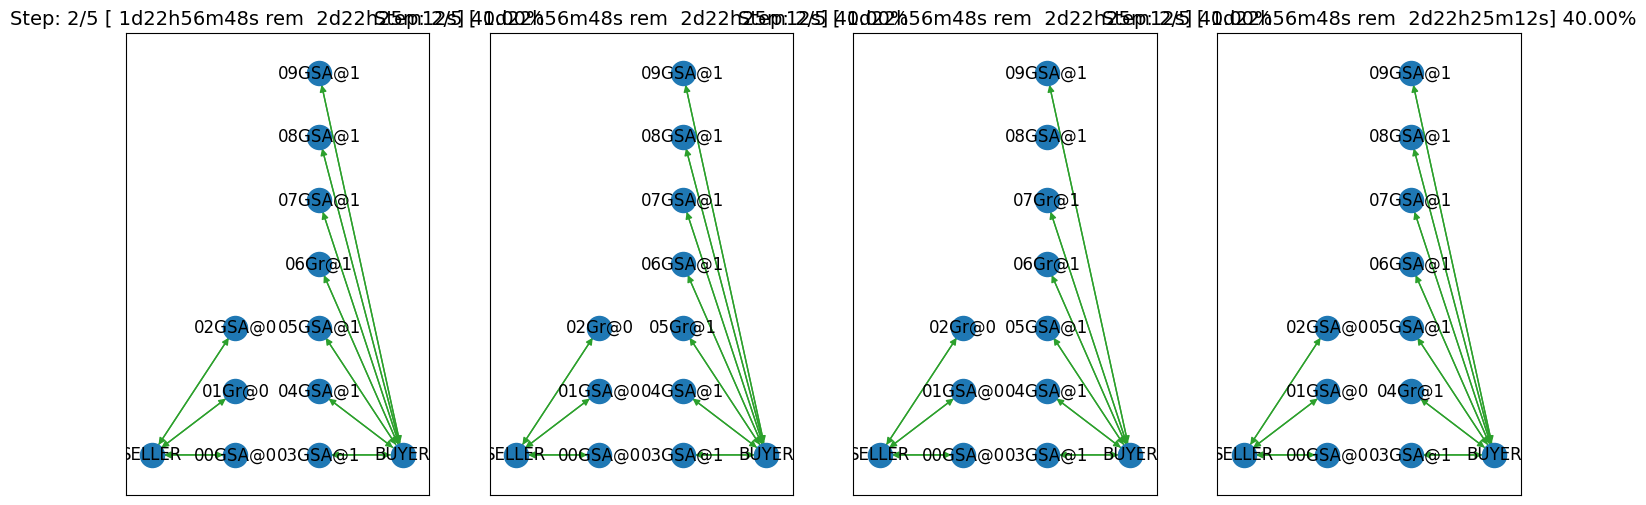 Step: 2/5 [ 1d22h56m48s rem  2d22h25m12s] 40.00%
09GSA@1
08GSA@1
07GSA@1
06Gr@1
02GSA@0 05GSA@1
01Gr@0 04GSA@1
SELLER 00GSA@0 03GSA@1 BUYER
Step: 2/5 [ 1d22h56m48s rem  2d22h25m12s] 40.00%
09GSA@1
08GSA@1
07GSA@1
06GSA@1
02Gr@0 05Gr@1
01GSA@0 04GSA@1
SELLER 00GSA@0 03GSA@1 BUYER
Step: 2/5 [ 1d22h56m48s rem  2d22h25m12s] 40.00%
09GSA@1
08GSA@1
07Gr@1
06Gr@1
02Gr@0 05GSA@1
01GSA@0 04GSA@1
SELLER 00GSA@0 03GSA@1 BUYER
Step: 2/5 [ 1d22h56m48s rem  2d22h25m12s] 40.00%
09GSA@1
08GSA@1
07GSA@1
06GSA@1
02GSA@0 05GSA@1
01GSA@0 04Gr@1
SELLER 00GSA@0 03GSA@1 BUYER